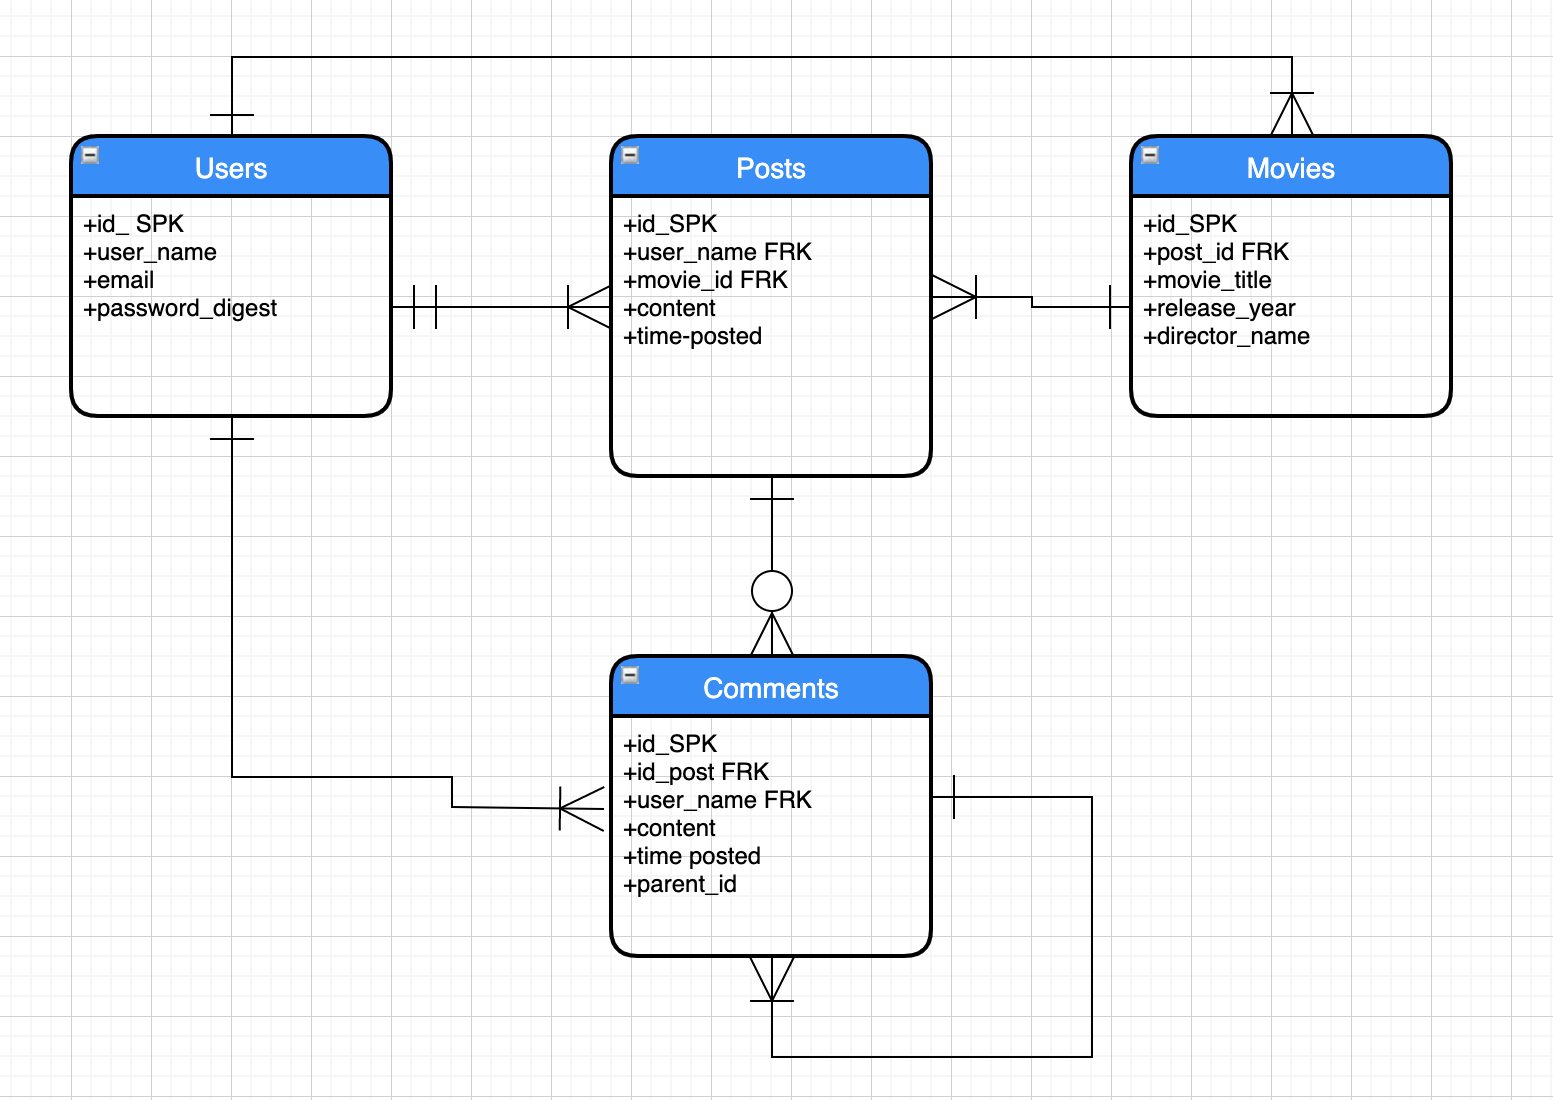 Users
+id_ SPK
+user_name
+email
+password_digest
Posts
+id_SPK
+user_name FRK
+movie_id FRK
+content
+time-posted
Movies
+id_SPK
+post_id FRK
+movie_title
+release_year
+director_name
Comments
+id_SPK
+id_post FRK
+user_name FRK
+content
+time posted
+parent_id